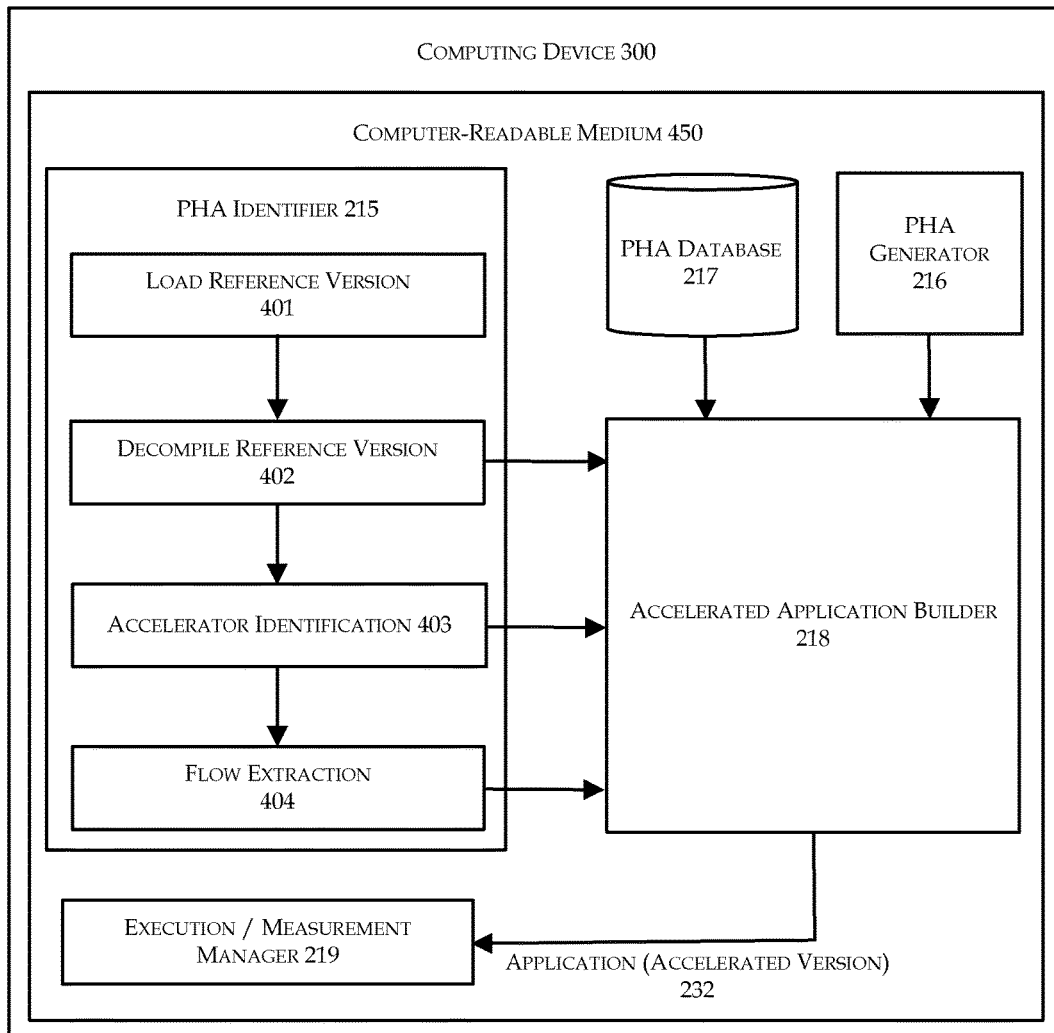 COMPUTING DEVICE 300
COMPUTER-READABLE MEDIUM 450
PHA IDENTIFIER 215
LOAD REFERENCE VERSION
401
DECOMPILE REFERENCE VERSION
402
ACCELERATOR IDENTIFICATION 403
FLOW EXTRACTION
404
PHA DATABASE
217
PHA
GENERATOR
216
ACCELERATED APPLICATION BUILDER
218
EXECUTION / MEASUREMENT
MANAGER 219
APPLICATION (ACCELERATED VERSION)
232